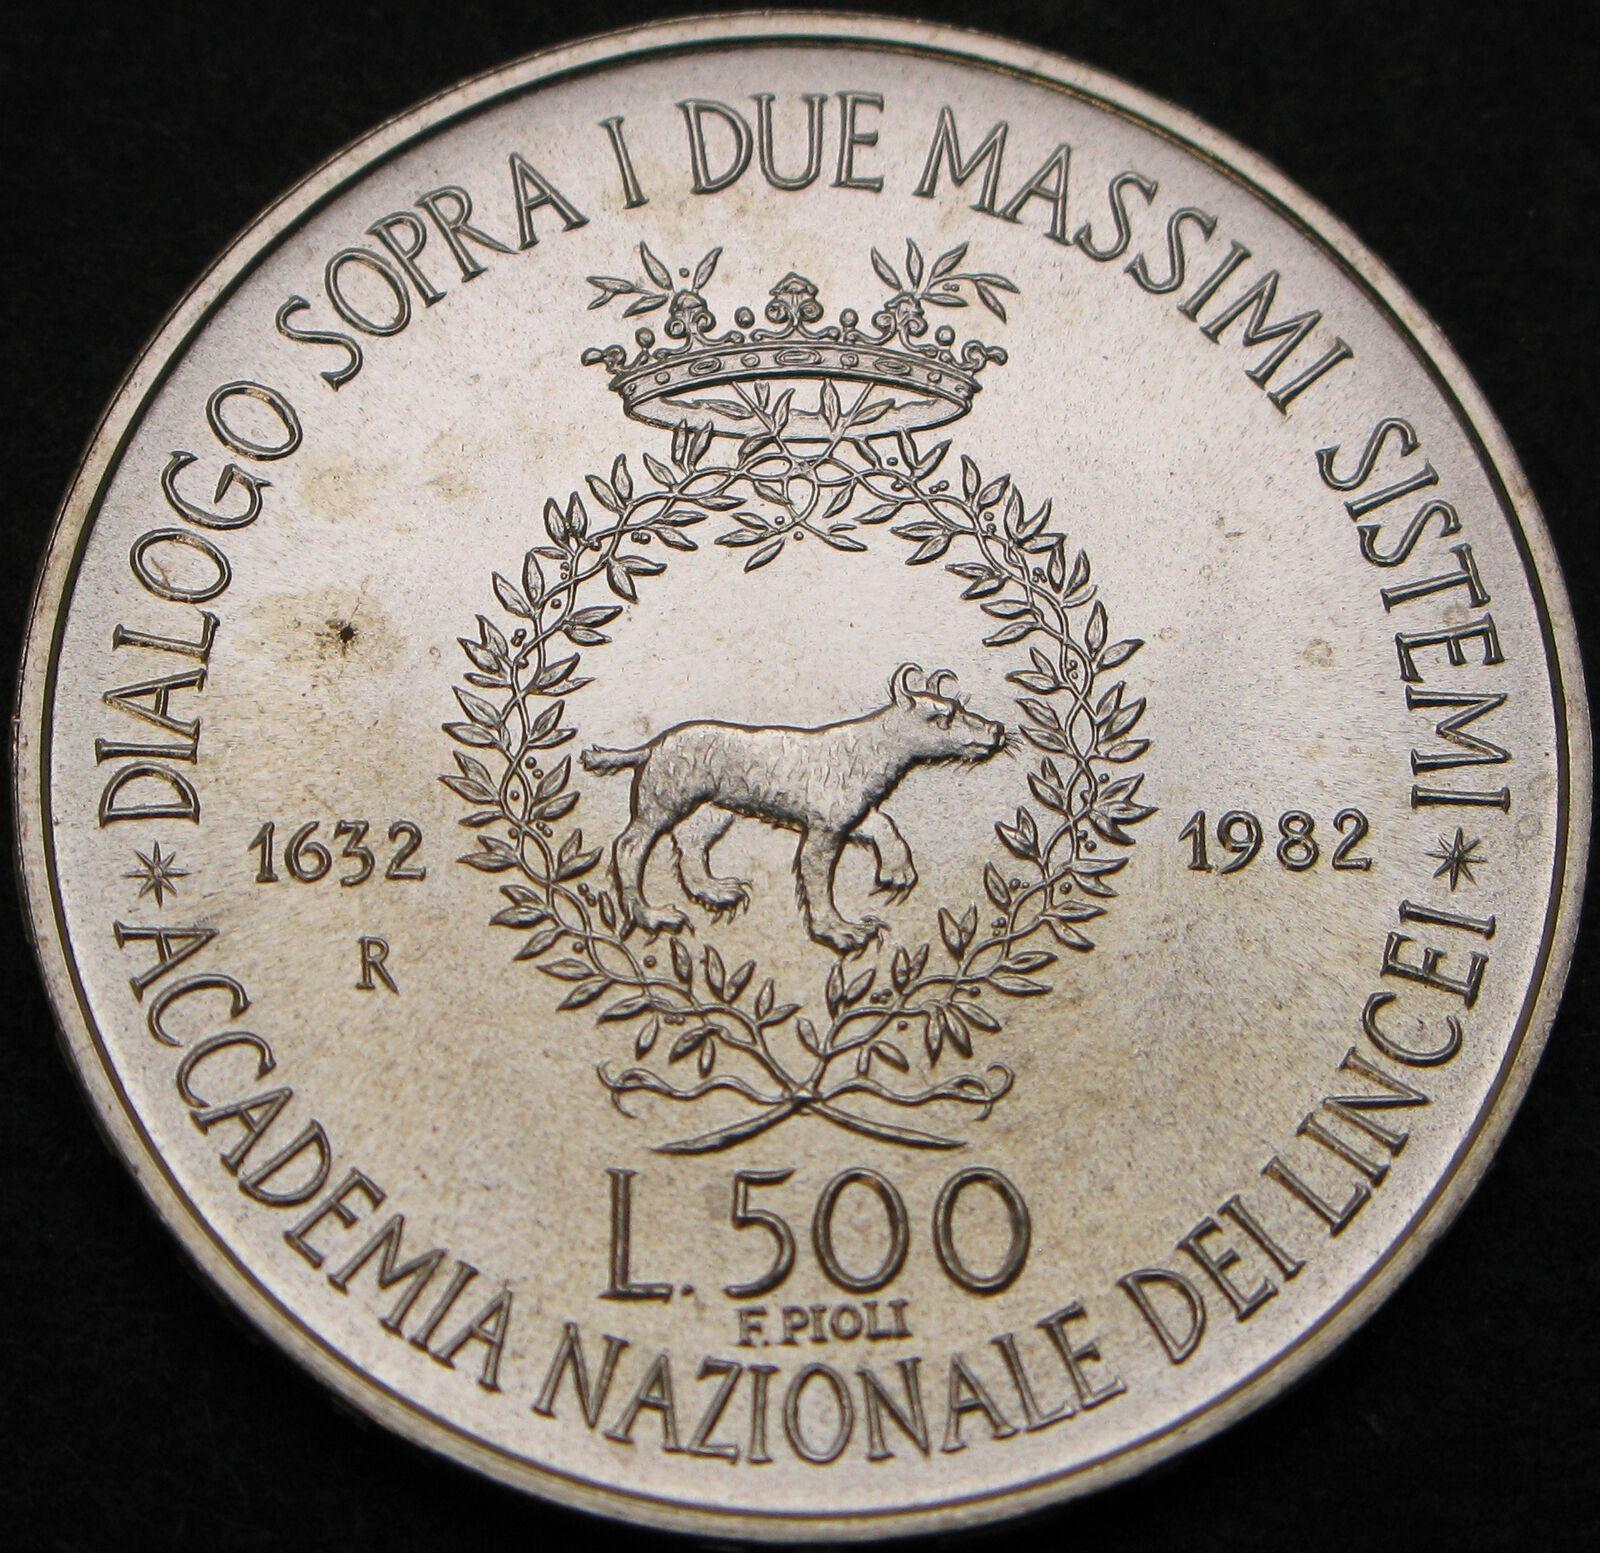 DIALOGO SOPRA I DUE MASSIMI SISTEMI
1632
1982
R
L.500
F. PIOLI
ACCADEMIA NAZIONALE DEI LINCEI